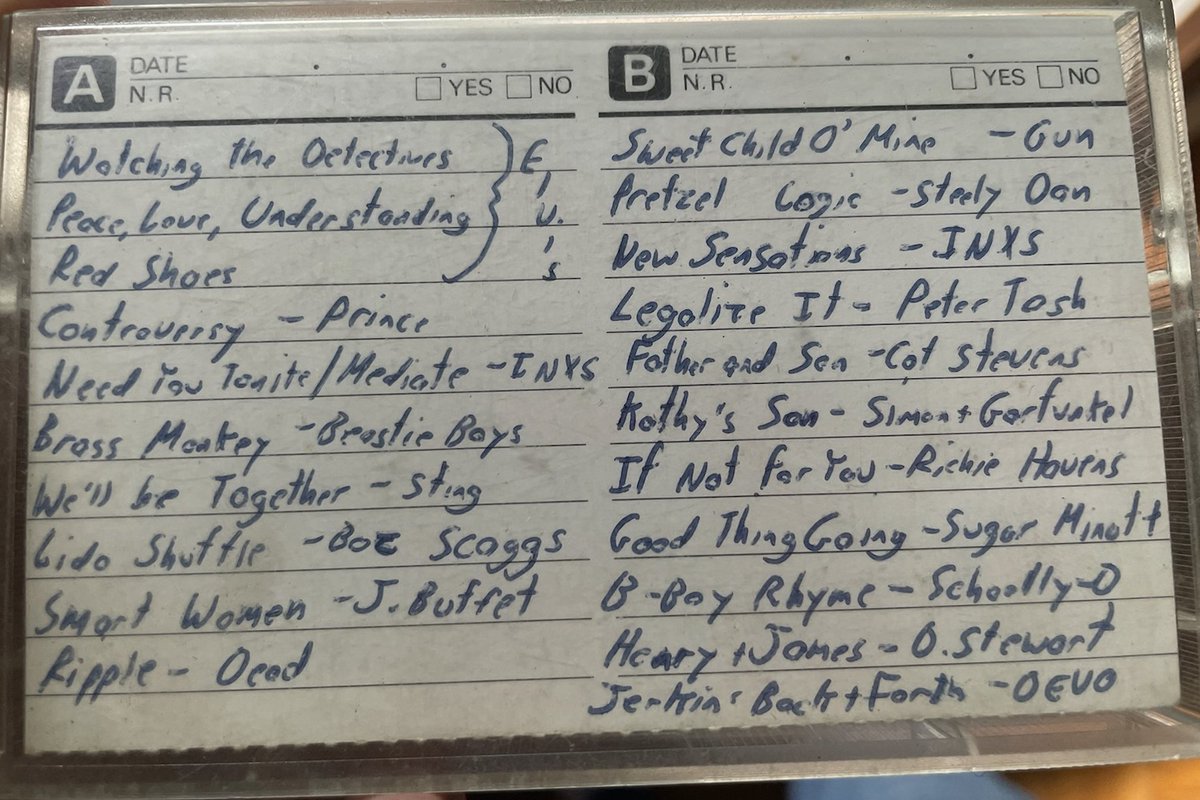 A DATE . .
N.R. YES NO
Watching the Detectives
Peace, Love, Understanding
Red Shoes
E,
,
v.
,
s
Controversy - Prince
Need You Tonite/Mediate - INXS
Brass Monkey - Beastie Boys
We'll be Together - Sting
Lido Shuffle - Boz Scaggs
Smart Women - J. Buffet
Ripple - Dead
B DATE . .
N.R. YES NO
Sweet Child O' Mine - Gun
Pretzel Logic - Steely Dan
New Sensations - INXS
Legalize It - Peter Tosh
Father and Son - Cat Stevens
Kathy's Son - Simon + Garfunkel
If Not for You - Richie Havens
Good Thing Going - Sugar Minott
B-Boy Rhyme - Schoolly-D
Henry + James - D. Stewart
Jerkin' Back + Forth - DEVO